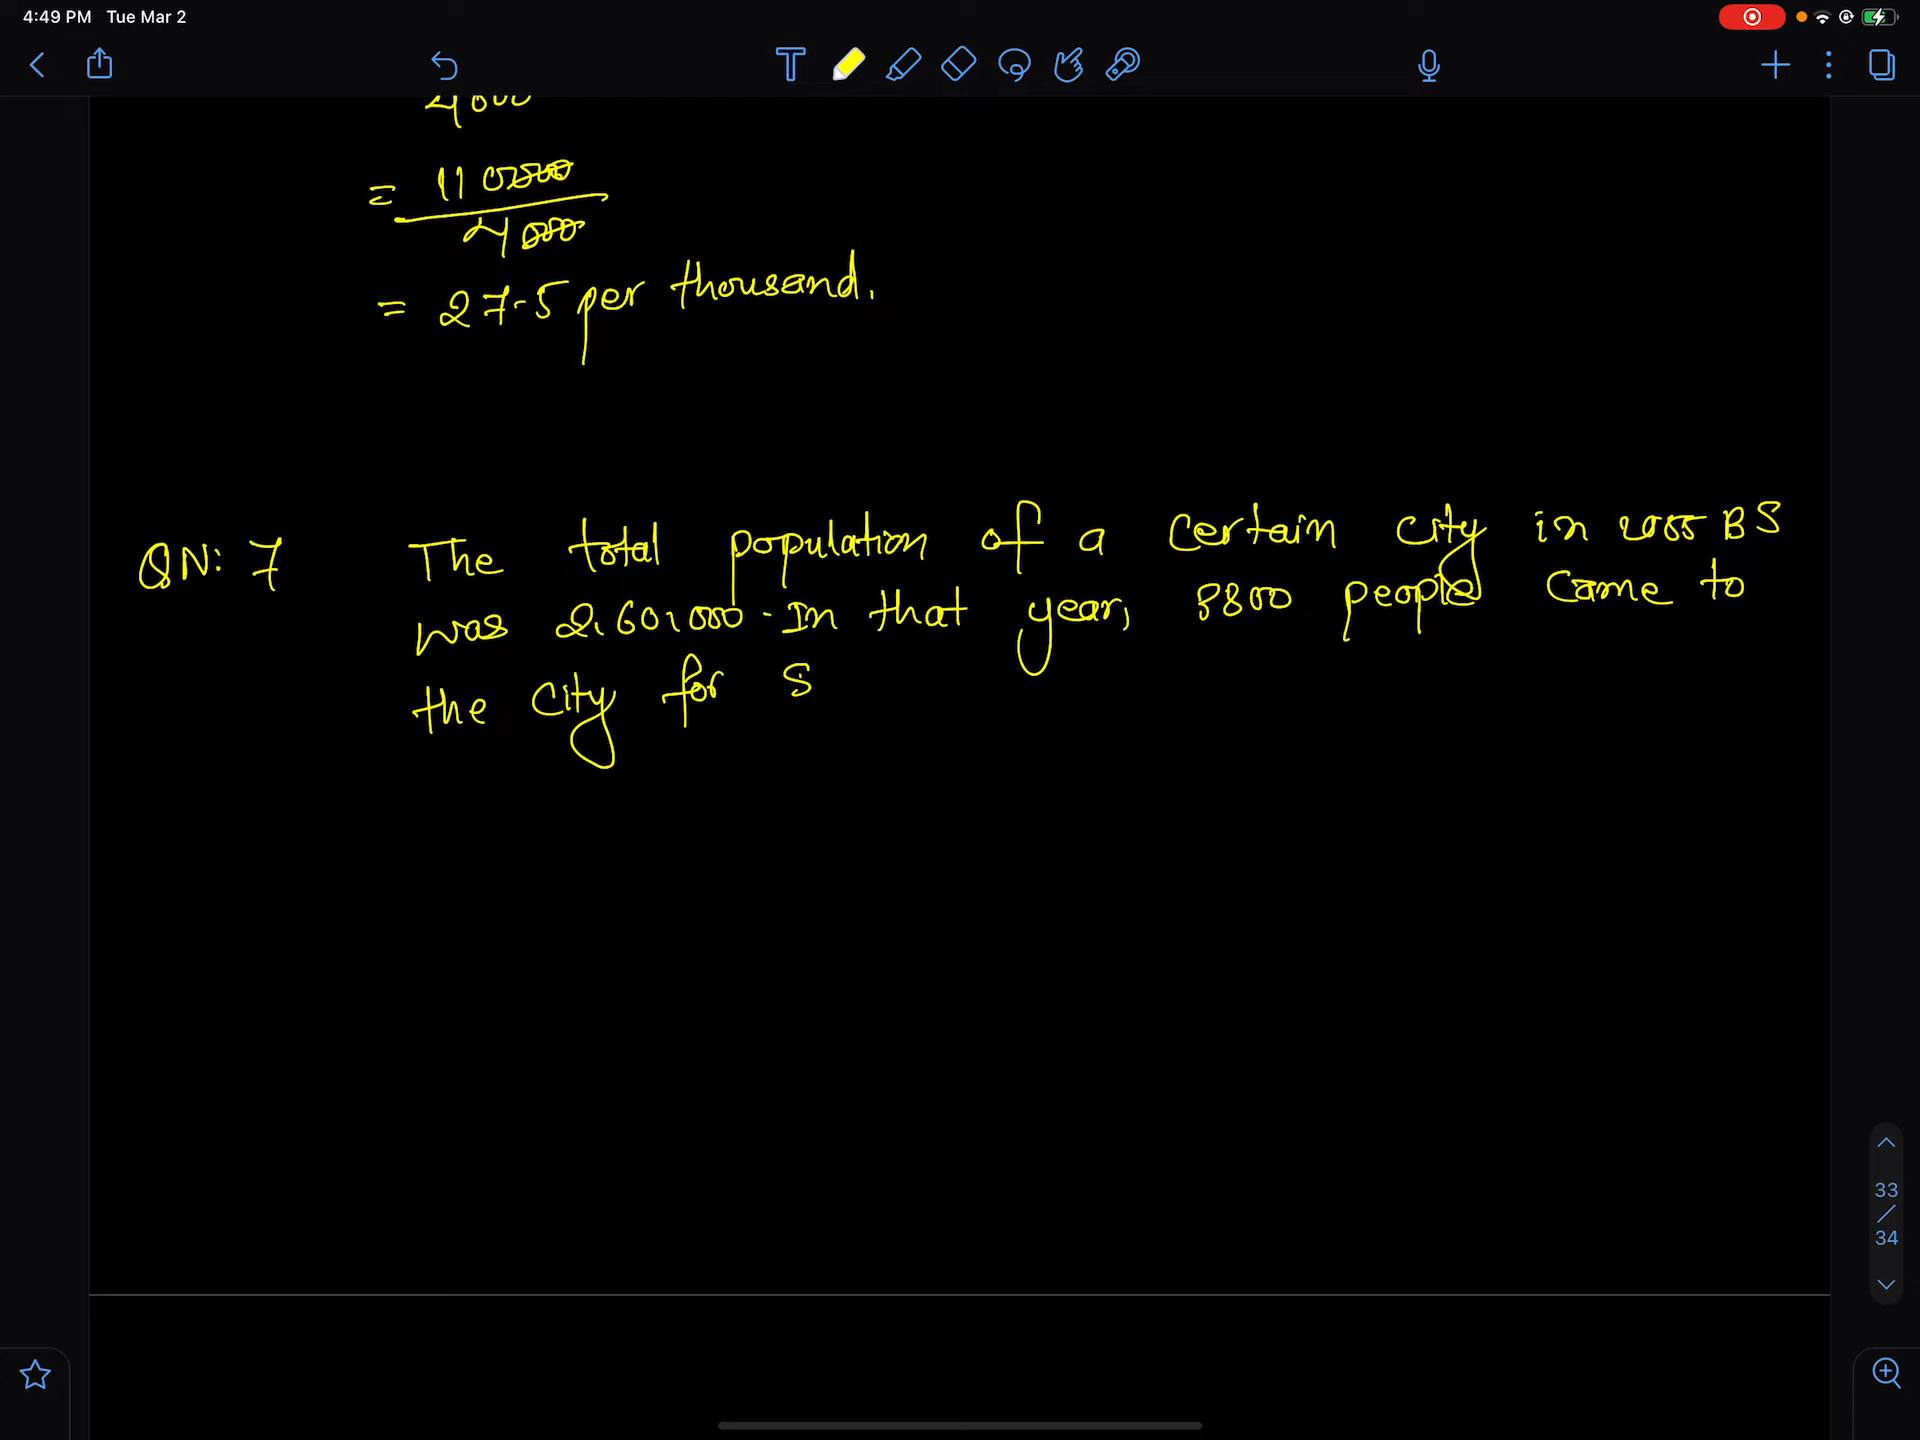 4:49 PM Tue Mar 2
= 110000
4000
= 27.5 per thousand.
QN: 7 The total population of a certain city in 2055 BS
was 2,60,000. In that year, 8800 people came to
the city for s
33
/
34